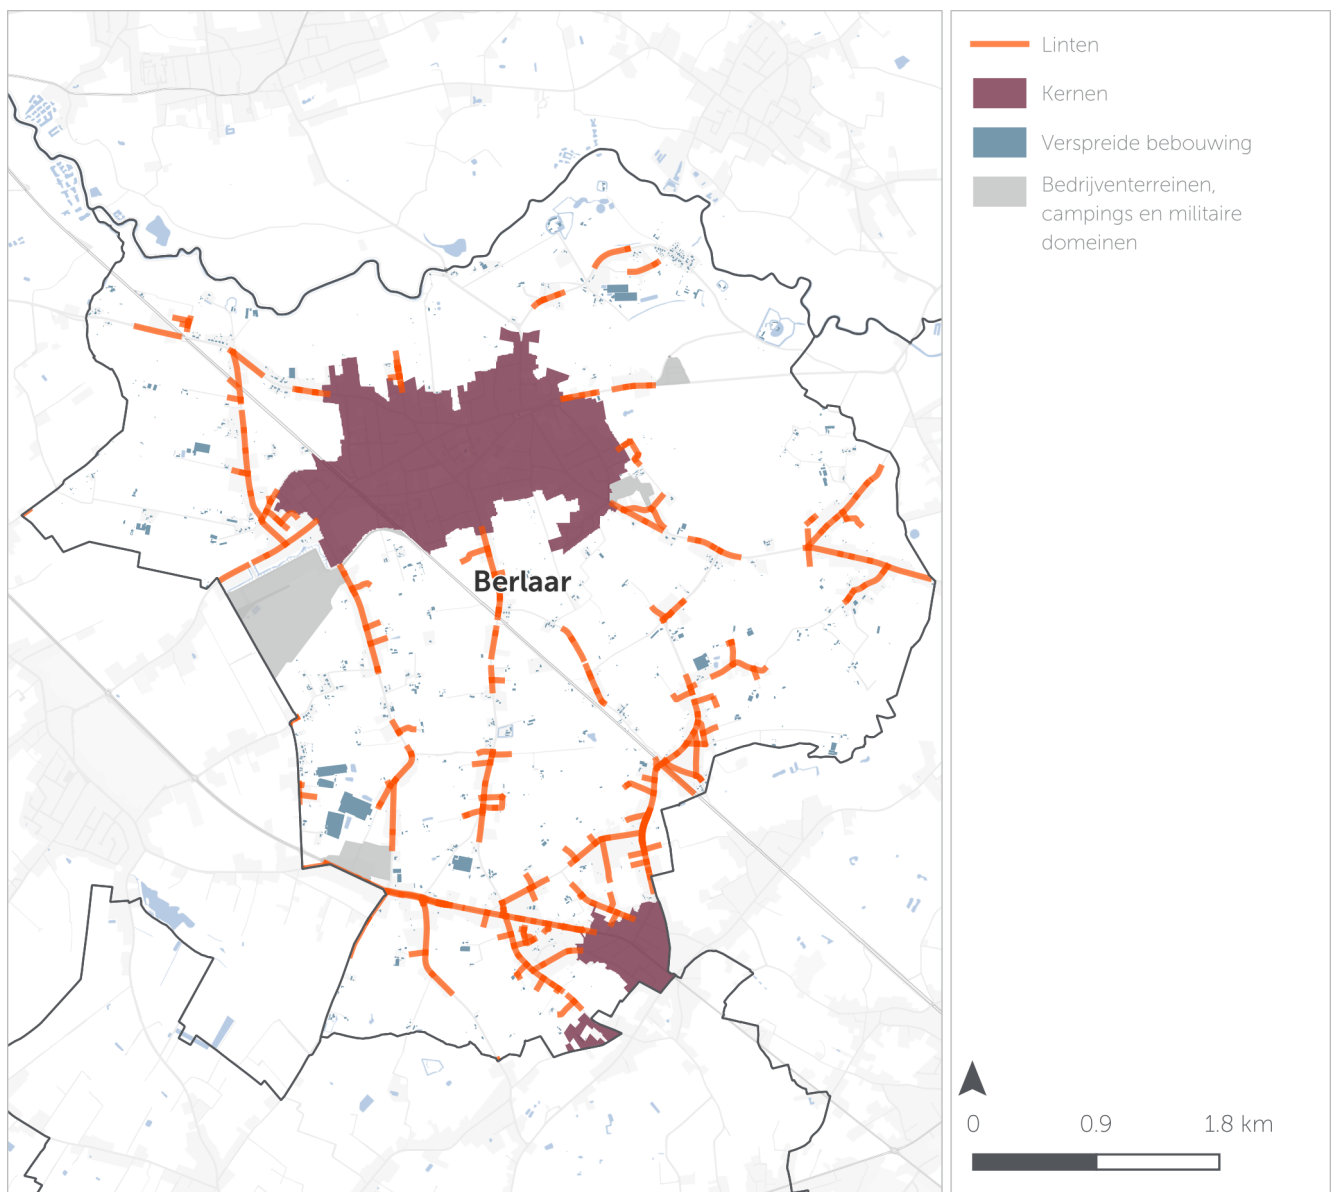 Linten
Kernen
Verspreide bebouwing
Bedrijventerreinen,
campings en militaire
domeinen
Berlaar
0 0.9 1.8 km